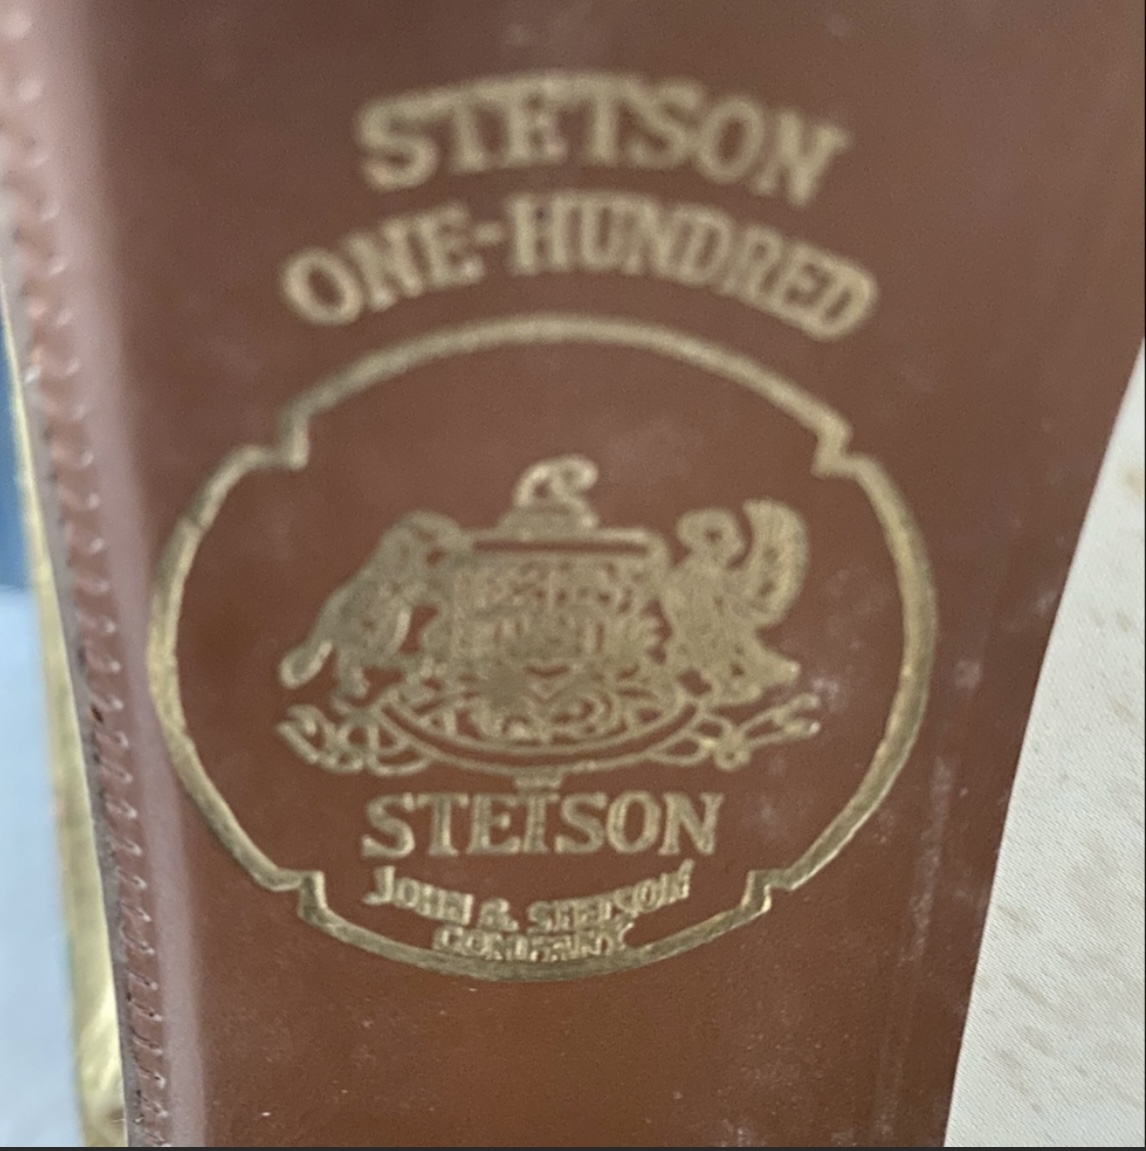 STETSON
ONE-HUNDRED
STETSON
JOHN B. STETSON
COMPANY